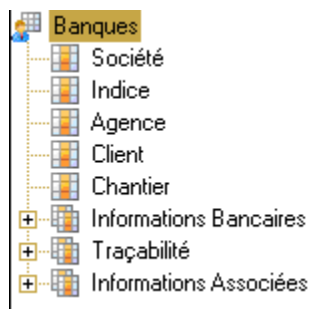 Banques
Société
Indice
Agence
Client
Chantier
Informations Bancaires
Traçabilité
Informations Associées